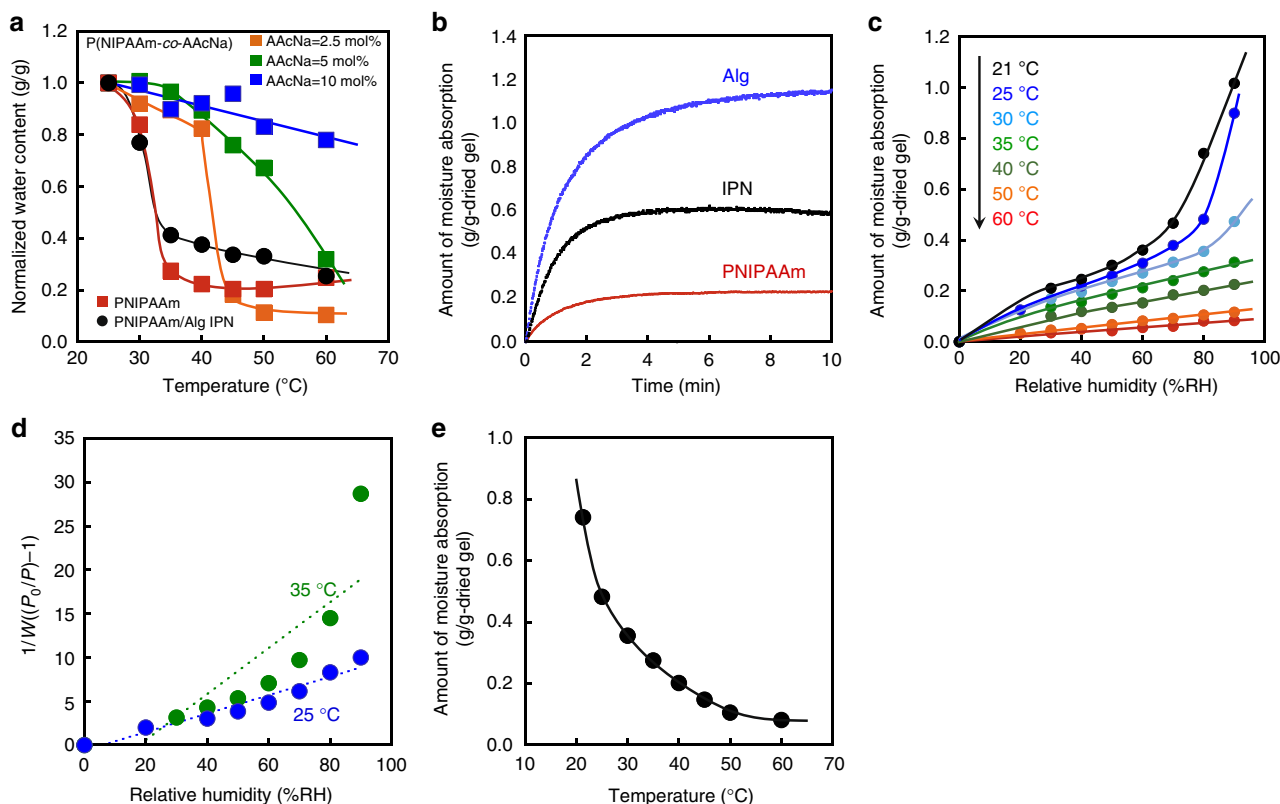 a
1.2
1.0
0.8
0.6
0.4
0.2
0.0
20
30
40
50
60
70
Normalized water content (g/g)
Temperature (°C)
P(NIPAAm-co-AAcNa)
AAcNa=2.5 mol%
AAcNa=5 mol%
AAcNa=10 mol%
PNIPAAm
PNIPAAm/Alg IPN
b
1.4
1.2
1.0
0.8
0.6
0.4
0.2
0.0
0
2
4
6
8
10
Amount of moisture absorption
(g/g-dried gel)
Time (min)
Alg
IPN
PNIPAAm
c
1.2
1.0
0.8
0.6
0.4
0.2
0.0
0
20
40
60
80
100
Amount of moisture absorption
(g/g-dried gel)
Relative humidity (%RH)
21 °C
25 °C
30 °C
35 °C
40 °C
50 °C
60 °C
d
35
30
25
20
15
10
5
0
0
20
40
60
80
100
1/W((P0/P)−1)
Relative humidity (%RH)
35 °C
25 °C
e
1.0
0.8
0.6
0.4
0.2
0.0
10
20
30
40
50
60
70
Amount of moisture absorption
(g/g-dried gel)
Temperature (°C)